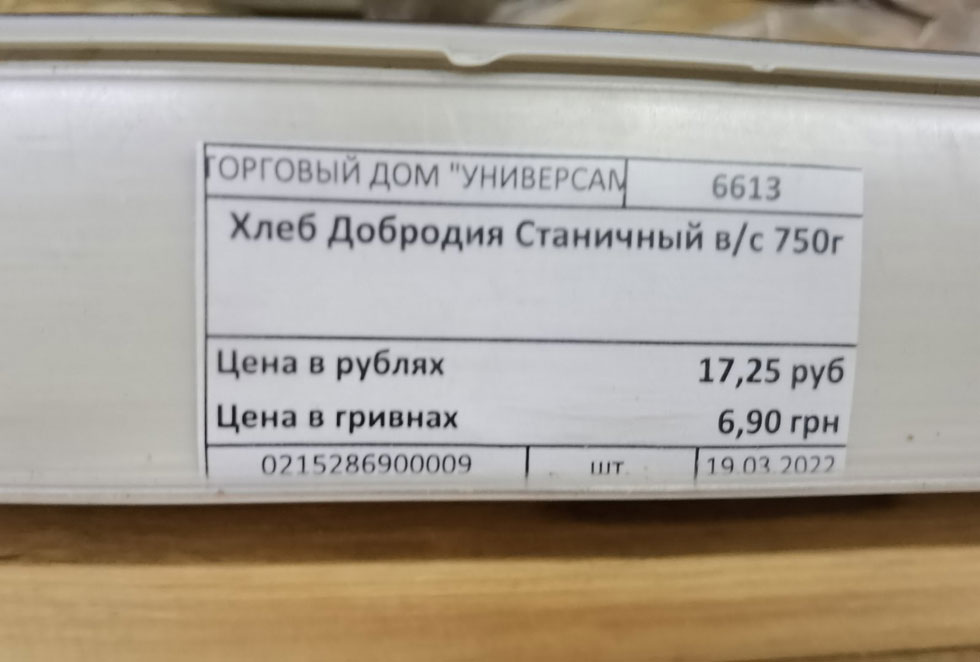 ТОРГОВЫЙ ДОМ "УНИВЕРСАМ 6613
Хлеб Добродия Станичный в/с 750г
Цена в рублях 17,25 руб
Цена в гривнах 6,90 грн
0215286900009 шт. 19.03.2022